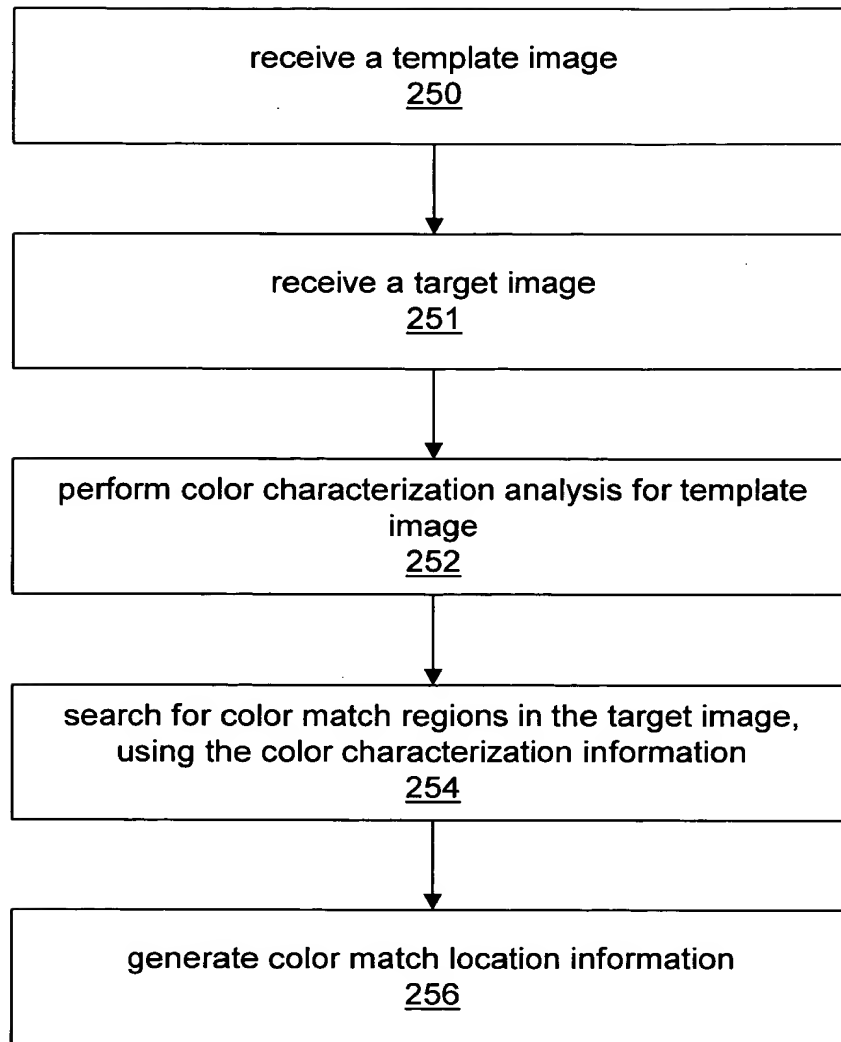 receive a template image
250
receive a target image
251
perform color characterization analysis for template
image
252
search for color match regions in the target image,
using the color characterization information
254
generate color match location information
256